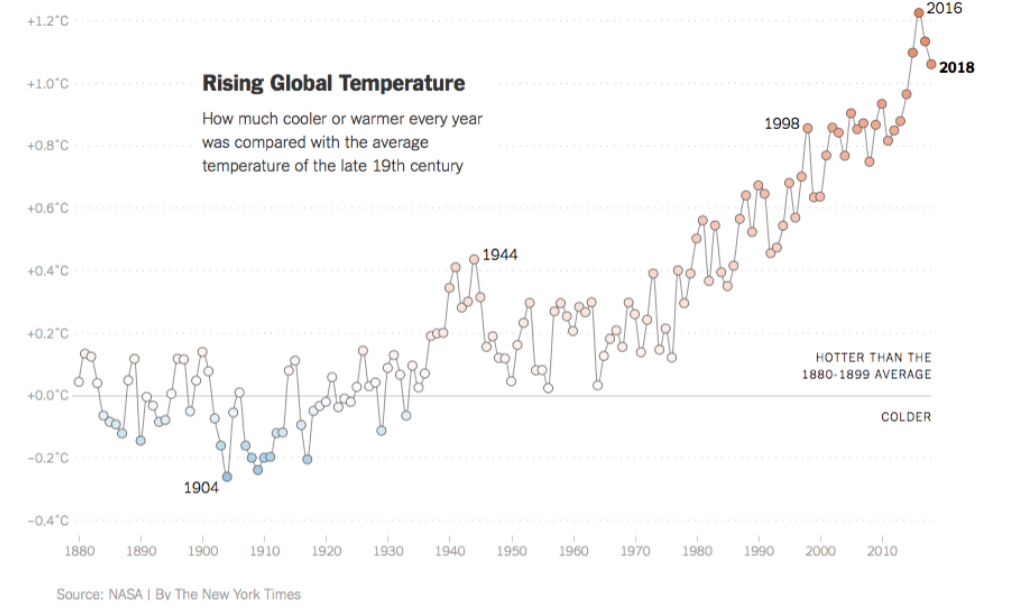 +1.2°C
2016
+1.0°C
2018
Rising Global Temperature
How much cooler or warmer every year
was compared with the average
temperature of the late 19th century
1998
+0.8°C
+0.6°C
1944
+0.4°C
+0.2°C
HOTTER THAN THE
1880-1899 AVERAGE
+0.0°C
COLDER
−0.2°C
1904
−0.4°C
1880 1890 1900 1910 1920 1930 1940 1950 1960 1970 1980 1990 2000 2010
Source: NASA | By The New York Times